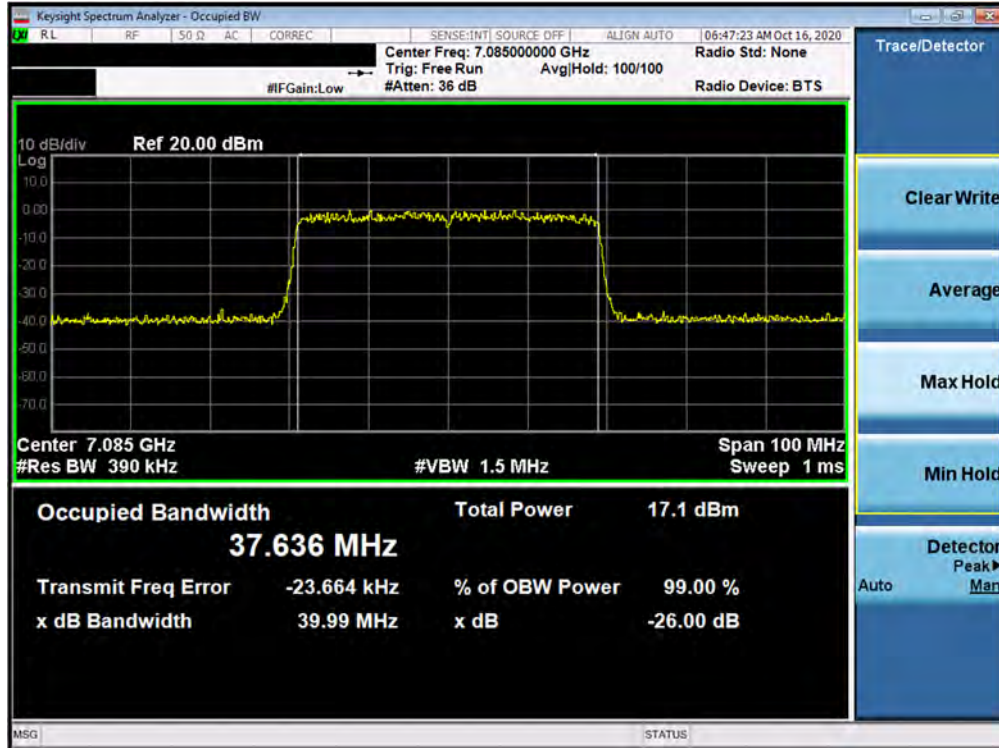 Keysight Spectrum Analyzer - Occupied BW
LXI RL RF 50 Ω AC CORREC SENSE:INT SOURCE OFF ALIGN AUTO 06:47:23 AM Oct 16, 2020
Center Freq: 7.085000000 GHz Radio Std: None
Trig: Free Run Avg|Hold: 100/100
#IFGain:Low #Atten: 36 dB Radio Device: BTS
10 dB/div Ref 20.00 dBm
Log
10.0
0.00
-10.0
-20.0
-30.0
-40.0
-50.0
-60.0
-70.0
Center 7.085 GHz Span 100 MHz
#Res BW 390 kHz #VBW 1.5 MHz Sweep 1 ms
Occupied Bandwidth Total Power 17.1 dBm
37.636 MHz
Transmit Freq Error -23.664 kHz % of OBW Power 99.00 %
x dB Bandwidth 39.99 MHz x dB -26.00 dB
MSG STATUS
Trace/Detector
Clear Write
Average
Max Hold
Min Hold
Detector
Peak
Auto Man